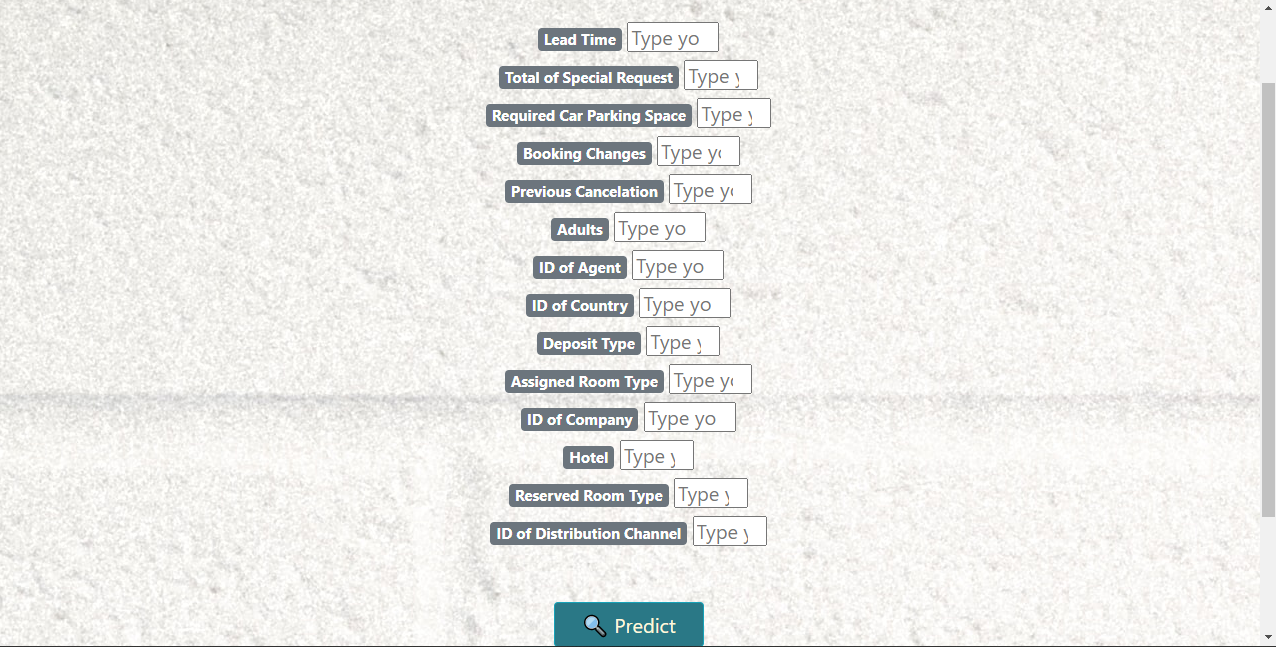 Lead Time Type yo
Total of Special Request Type y
Required Car Parking Space Type y
Booking Changes Type yo
Previous Cancelation Type yo
Adults Type yo
ID of Agent Type yo
ID of Country Type yo
Deposit Type Type y
Assigned Room Type Type yo
ID of Company Type yo
Hotel Type y
Reserved Room Type Type y
ID of Distribution Channel Type y
Predict